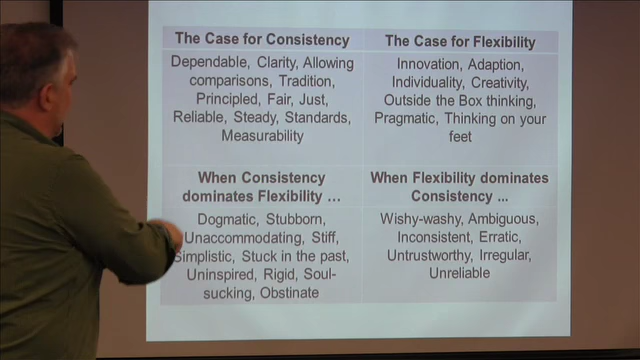 The Case for Consistency
Dependable, Clarity, Allowing
comparisons, Tradition,
Principled, Fair, Just,
Reliable, Steady, Standards,
Measurability
The Case for Flexibility
Innovation, Adaption,
Individuality, Creativity,
Outside the Box thinking,
Pragmatic, Thinking on your
feet
When Consistency
dominates Flexibility …
Dogmatic, Stubborn,
Unaccommodating, Stiff,
Simplistic, Stuck in the past,
Uninspired, Rigid, Soul-
sucking, Obstinate
When Flexibility dominates
Consistency ...
Wishy-washy, Ambiguous,
Inconsistent, Erratic,
Untrustworthy, Irregular,
Unreliable